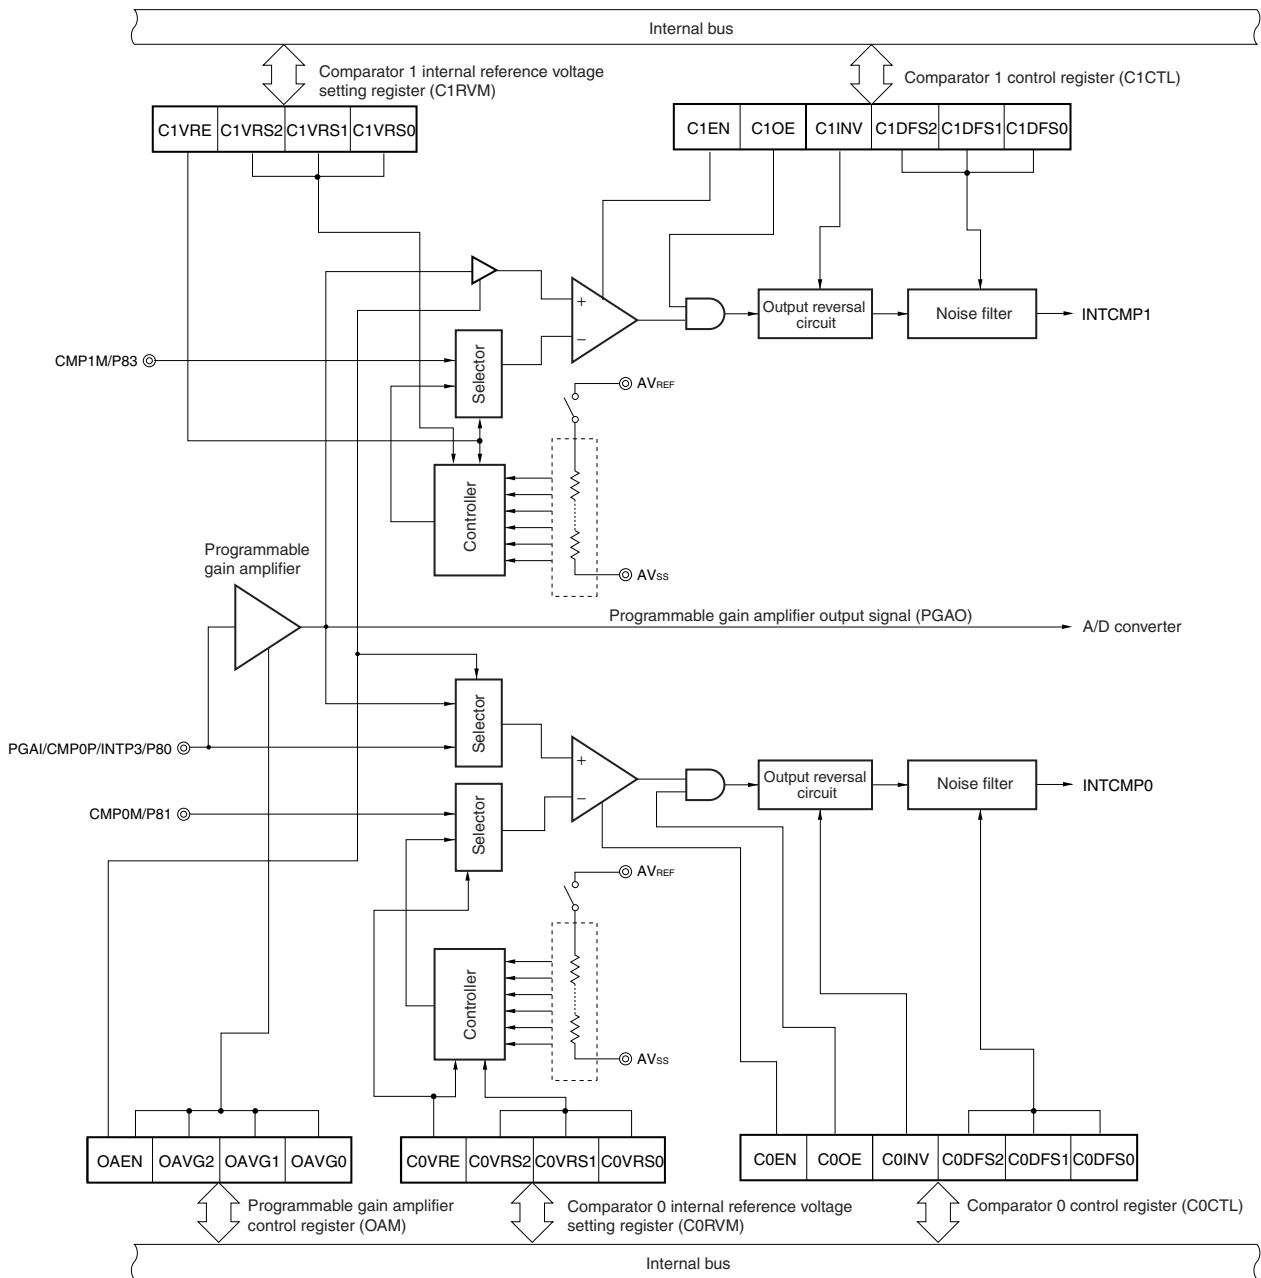 Internal bus
Comparator 1 internal reference voltage
setting register (C1RVM)
Comparator 1 control register (C1CTL)
C1VRE C1VRS2 C1VRS1 C1VRS0
C1EN C1OE C1INV C1DFS2 C1DFS1 C1DFS0
+
−
Output reversal
circuit
Noise filter
INTCMP1
CMP1M/P83
Selector
AVREF
Controller
AVSS
Programmable
gain amplifier
Programmable gain amplifier output signal (PGAO)
A/D converter
Selector
PGAI/CMP0P/INTP3/P80
+
−
Output reversal
circuit
Noise filter
INTCMP0
CMP0M/P81
Selector
AVREF
Controller
AVSS
OAEN OAVG2 OAVG1 OAVG0
C0VRE C0VRS2 C0VRS1 C0VRS0
C0EN C0OE C0INV C0DFS2 C0DFS1 C0DFS0
Programmable gain amplifier
control register (OAM)
Comparator 0 internal reference voltage
setting register (C0RVM)
Comparator 0 control register (C0CTL)
Internal bus